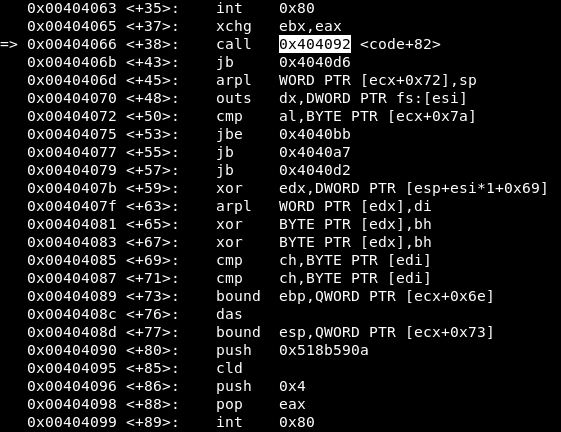 0x00404063 <+35>: int 0x80
0x00404065 <+37>: xchg ebx,eax
=> 0x00404066 <+38>: call 0x404092 <code+82>
0x0040406b <+43>: jb 0x4040d6
0x0040406d <+45>: arpl WORD PTR [ecx+0x72],sp
0x00404070 <+48>: outs dx,DWORD PTR fs:[esi]
0x00404072 <+50>: cmp al,BYTE PTR [ecx+0x7a]
0x00404075 <+53>: jbe 0x4040bb
0x00404077 <+55>: jb 0x4040a7
0x00404079 <+57>: jb 0x4040d2
0x0040407b <+59>: xor edx,DWORD PTR [esp+esi*1+0x69]
0x0040407f <+63>: arpl WORD PTR [edx],di
0x00404081 <+65>: xor BYTE PTR [edx],bh
0x00404083 <+67>: xor BYTE PTR [edx],bh
0x00404085 <+69>: cmp ch,BYTE PTR [edi]
0x00404087 <+71>: cmp ch,BYTE PTR [edi]
0x00404089 <+73>: bound ebp,QWORD PTR [ecx+0x6e]
0x0040408c <+76>: das
0x0040408d <+77>: bound esp,QWORD PTR [ecx+0x73]
0x00404090 <+80>: push 0x518b590a
0x00404095 <+85>: cld
0x00404096 <+86>: push 0x4
0x00404098 <+88>: pop eax
0x00404099 <+89>: int 0x80